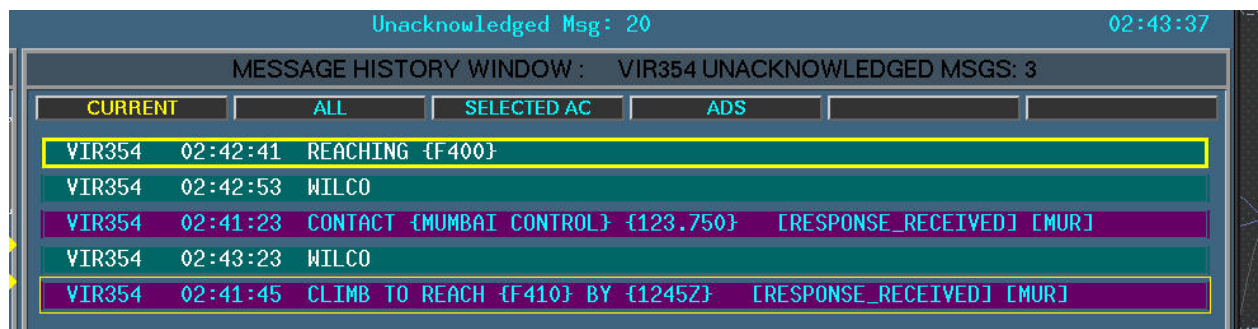 Unacknowledged Msg: 20 02:43:37
MESSAGE HISTORY WINDOW : VIR354 UNACKNOWLEDGED MSGS: 3
CURRENT ALL SELECTED AC ADS
VIR354 02:42:41 REACHING {F400}
VIR354 02:42:53 WILCO
VIR354 02:41:23 CONTACT {MUMBAI CONTROL} {123.750} [RESPONSE_RECEIVED] [MUR]
VIR354 02:43:23 WILCO
VIR354 02:41:45 CLIMB TO REACH {F410} BY {1245Z} [RESPONSE_RECEIVED] [MUR]